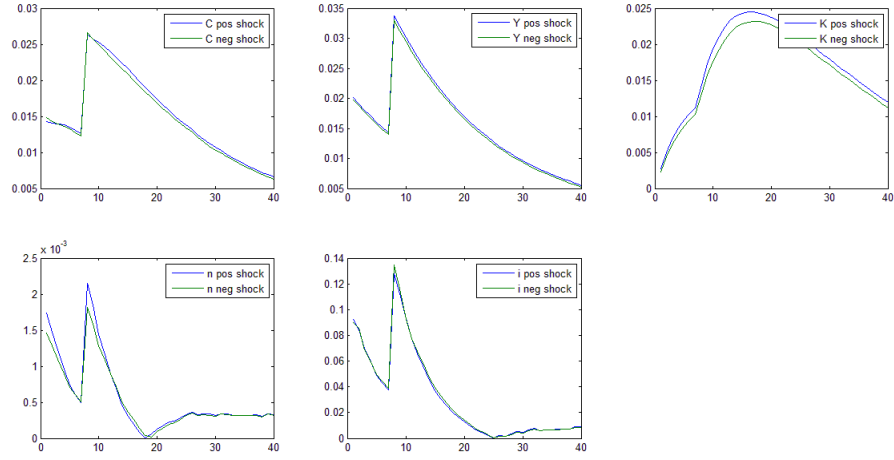 0.03
0.025
0.02
0.015
0.01
0.005
0 10 20 30 40
C pos shock
C neg shock
0.035
0.03
0.025
0.02
0.015
0.01
0.005
0 10 20 30 40
Y pos shock
Y neg shock
0.025
0.02
0.015
0.01
0.005
0
0 10 20 30 40
K pos shock
K neg shock
2.5 x 10⁻³
2
1.5
1
0.5
0
0 10 20 30 40
n pos shock
n neg shock
0.14
0.12
0.1
0.08
0.06
0.04
0.02
0
0 10 20 30 40
i pos shock
i neg shock